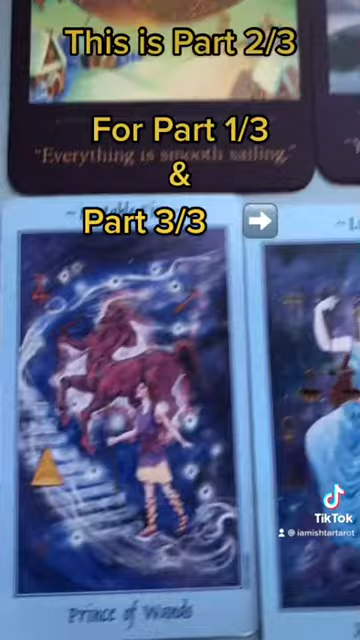 This is Part 2/3
For Part 1/3
"Everything is smooth sailing."
&
Part 3/3
TikTok
@iamishtartarot
Prince of Wands